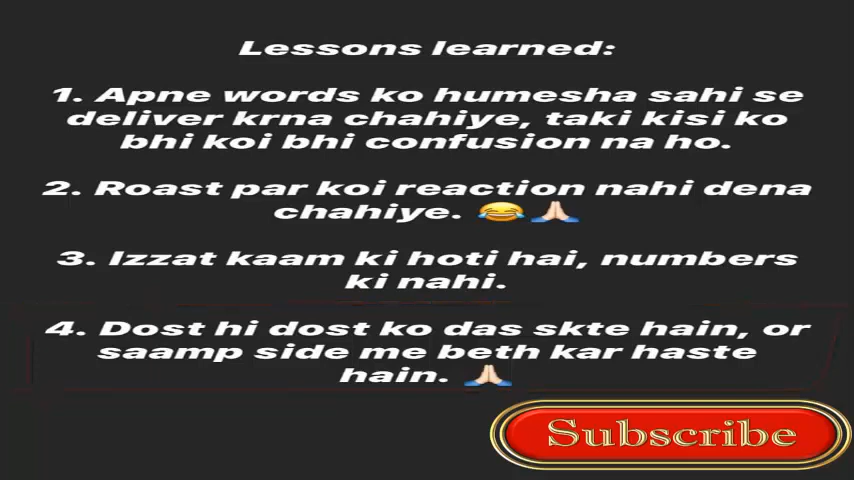 Lessons learned:
1. Apne words ko humesha sahi se
deliver krna chahiye, taki kisi ko
bhi koi bhi confusion na ho.
2. Roast par koi reaction nahi dena
chahiye. 😂🙏🏻
3. Izzat kaam ki hoti hai, numbers
ki nahi.
4. Dost hi dost ko das skte hain, or
saamp side me beth kar haste
hain. 🙏🏻
Subscribe